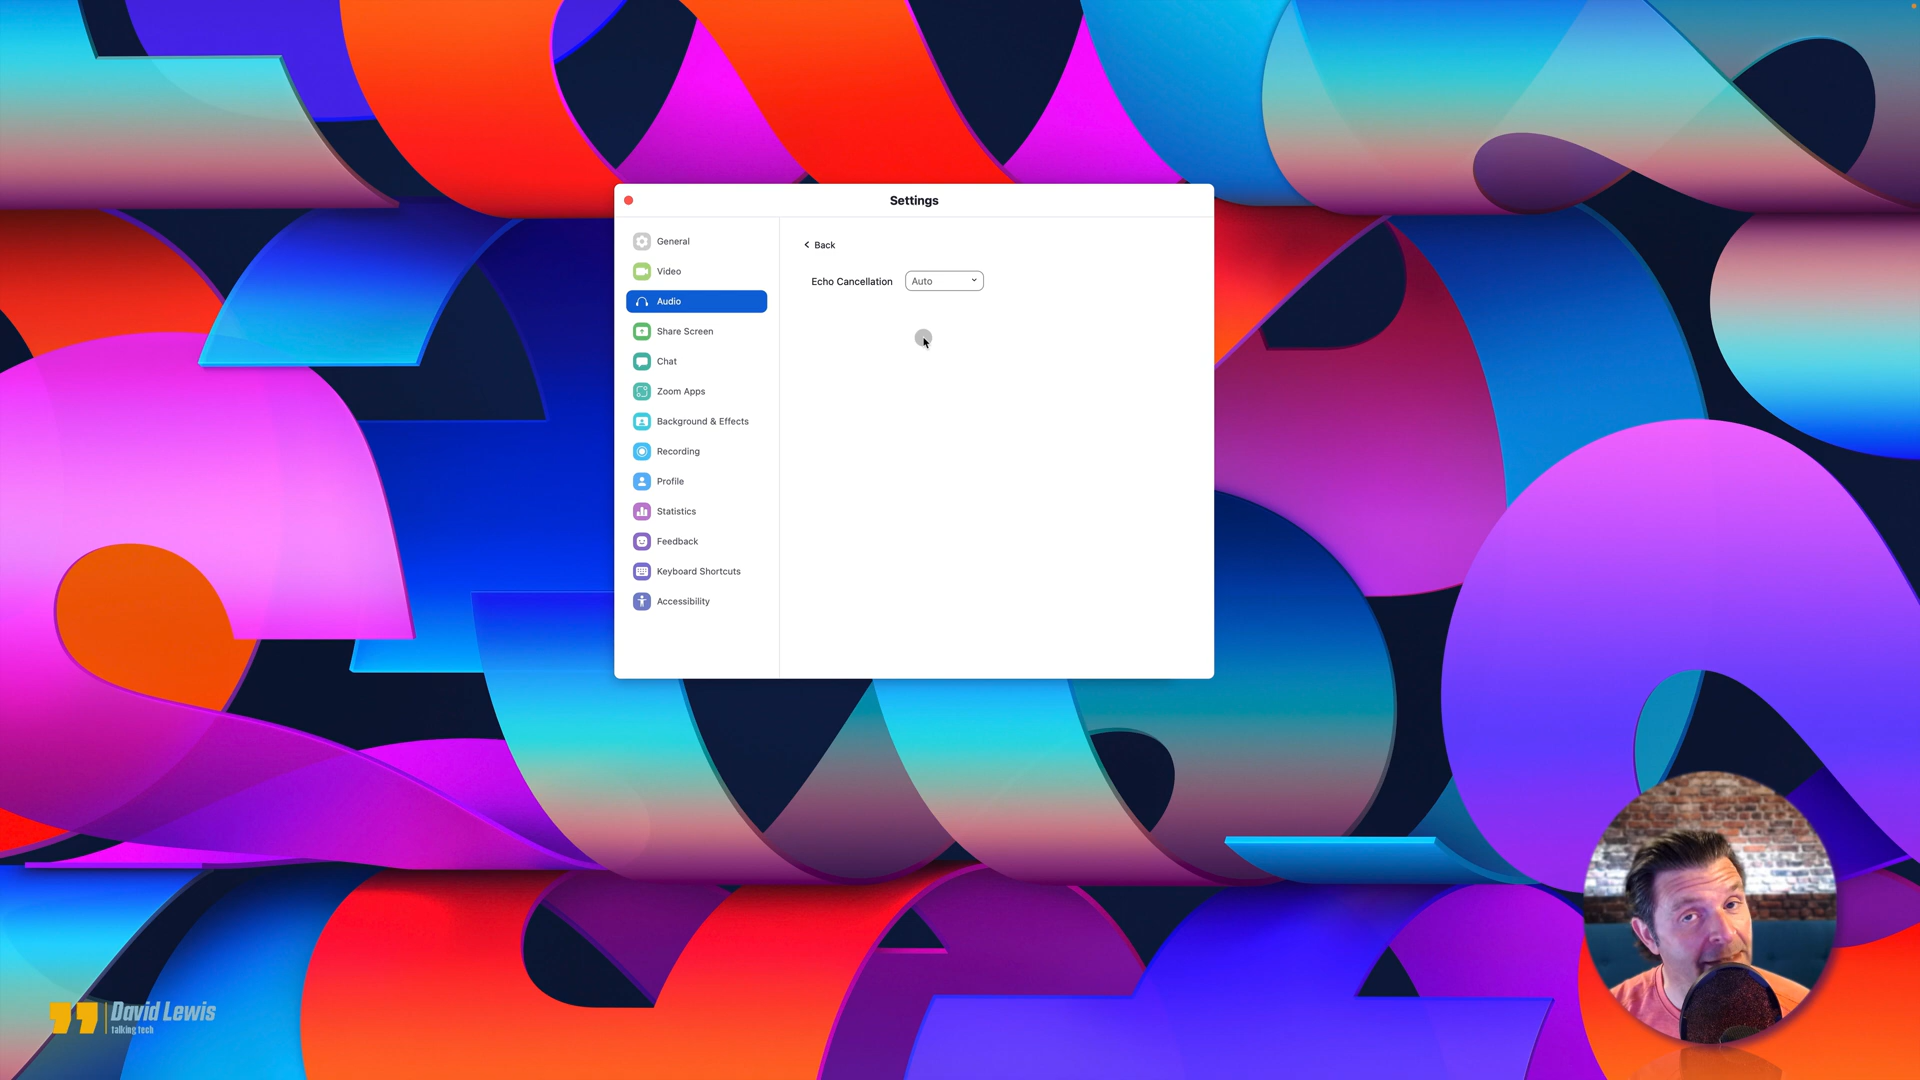 Settings
General
Video
Audio
Share Screen
Chat
Zoom Apps
Background & Effects
Recording
Profile
Statistics
Feedback
Keyboard Shortcuts
Accessibility
Back
Echo Cancellation Auto
David Lewis
talking tech